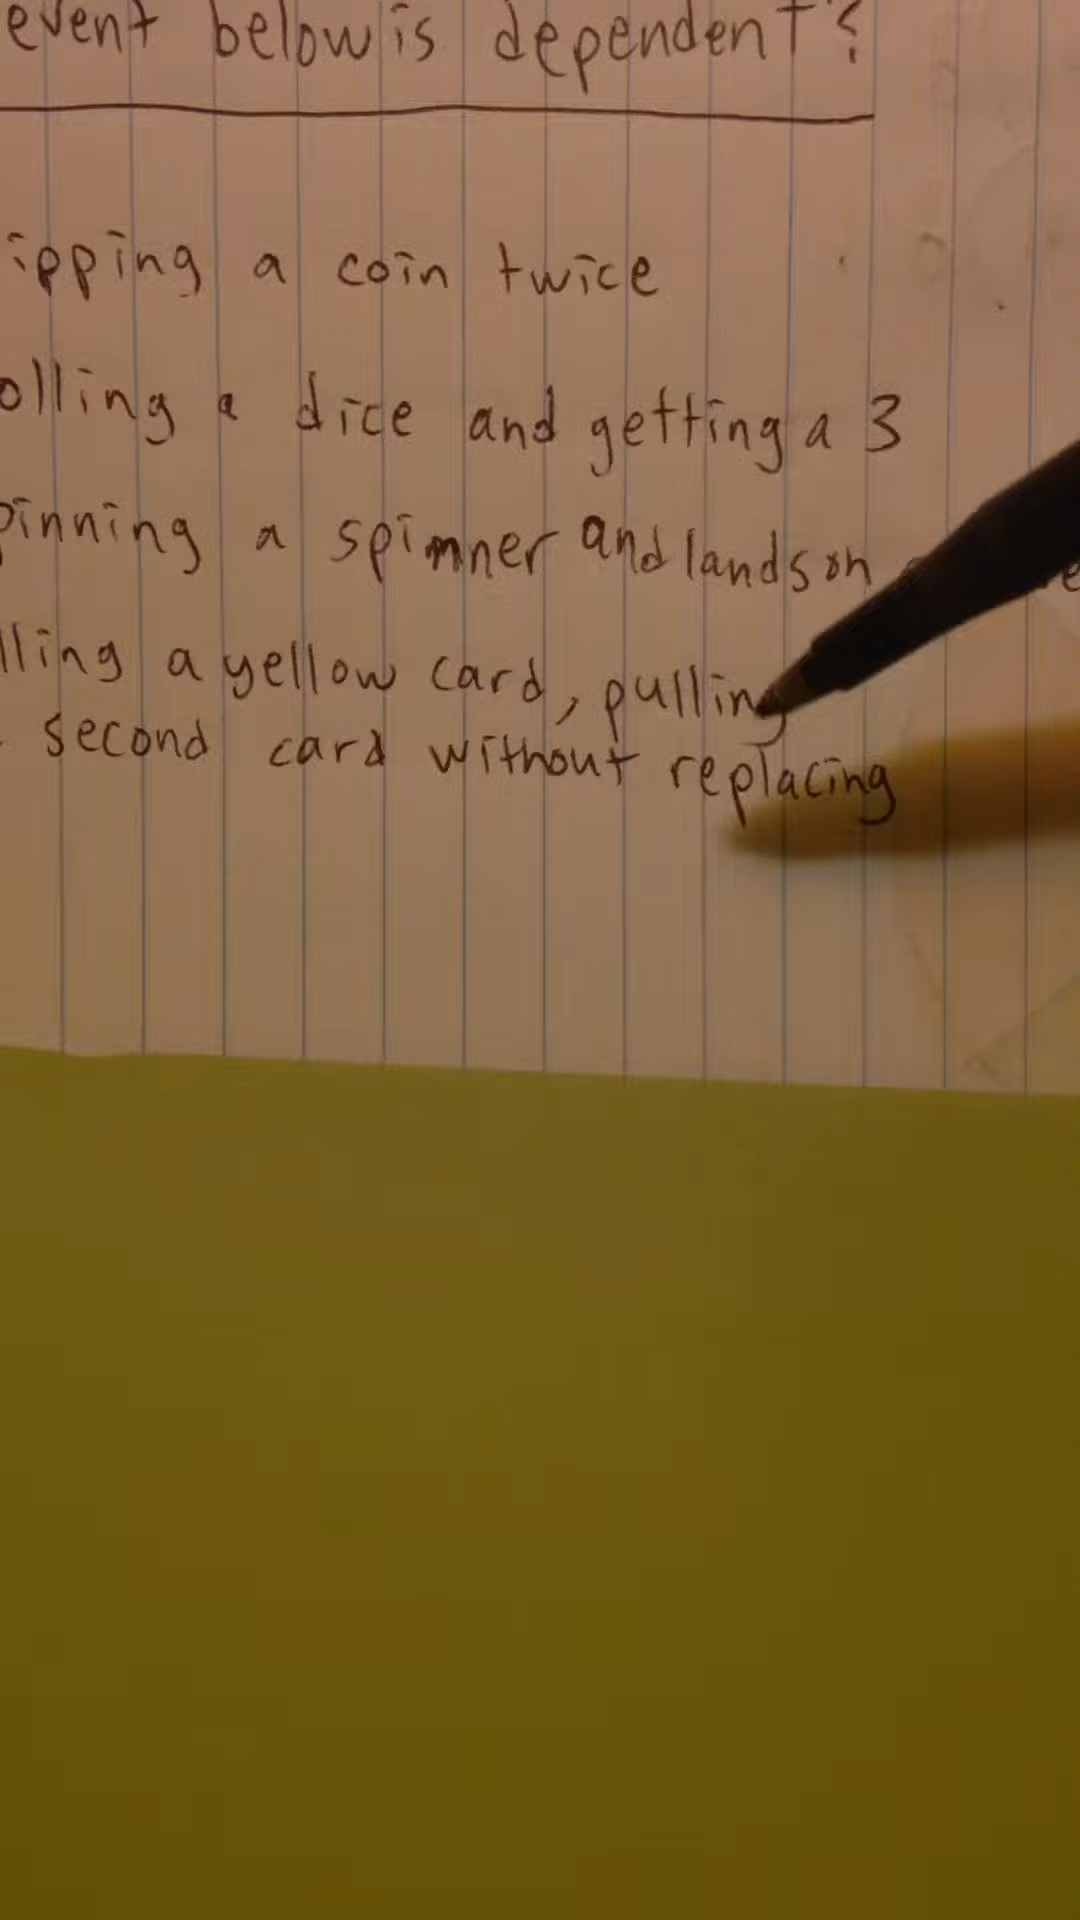 event below is dependent?
ipping a coin twice
olling a dice and getting a 3
pinning a spinner and lands on
lling a yellow card, pulling
second card without replacing